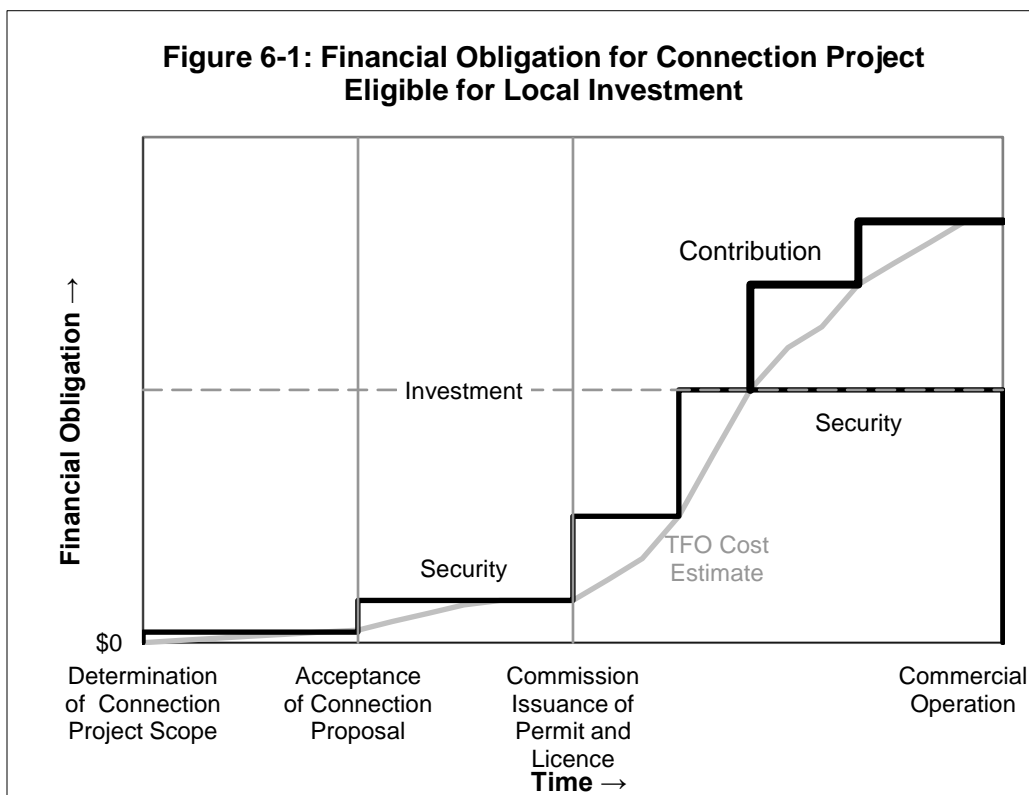 Figure 6-1: Financial Obligation for Connection Project
Eligible for Local Investment
Financial Obligation →
Contribution
Investment
Security
TFO Cost
Estimate
Security
$0
Determination
of Connection
Project Scope
Acceptance
of Connection
Proposal
Commission
Issuance of
Permit and
Licence
Commercial
Operation
Time →